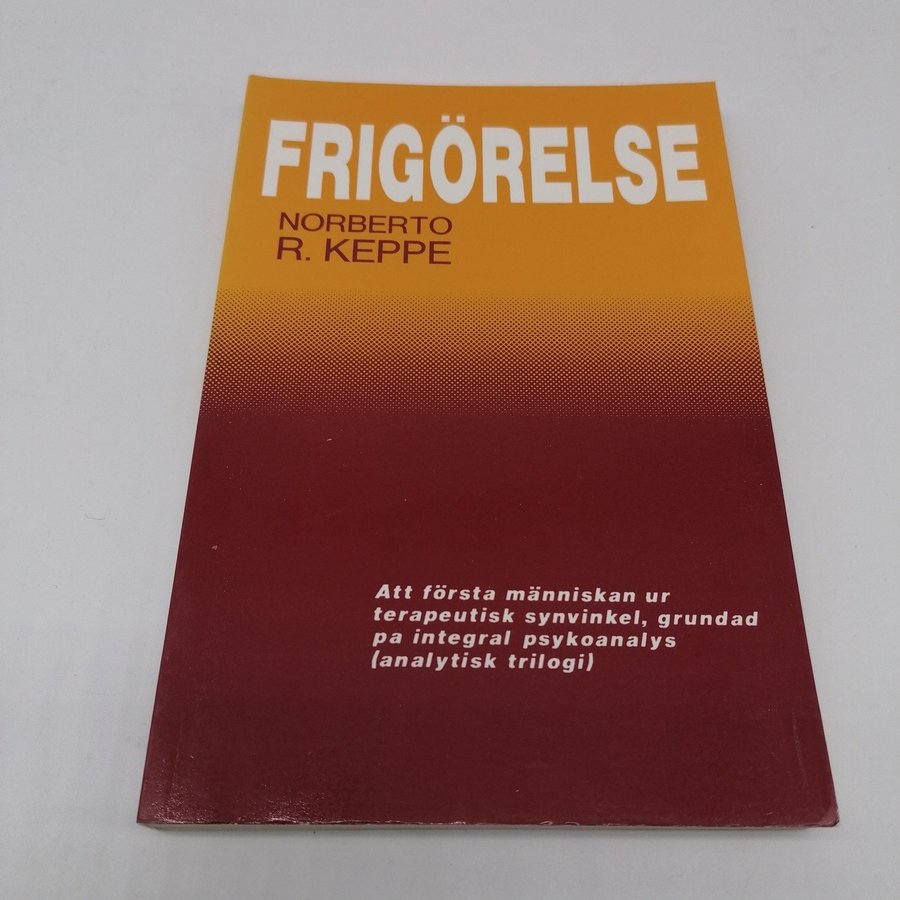 FRIGÖRELSE
NORBERTO
R. KEPPE
Att första människan ur
terapeutisk synvinkel, grundad
pa integral psykoanalys
(analytisk trilogi)